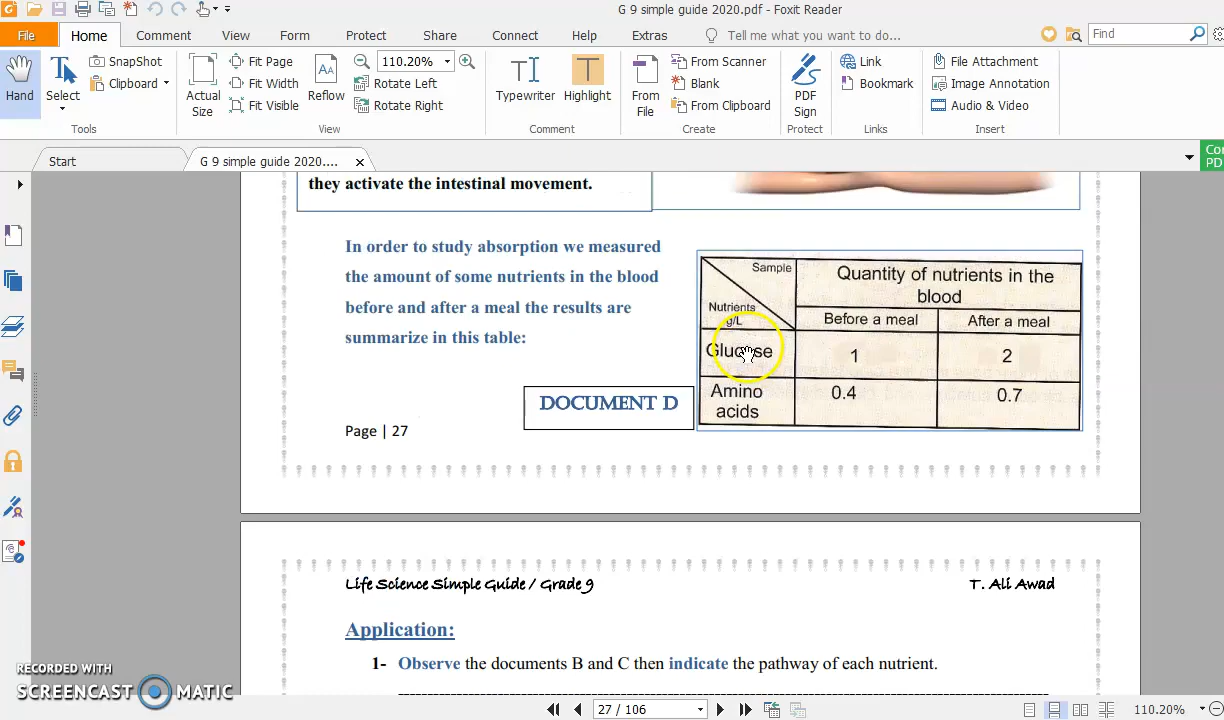 G 9 simple guide 2020.pdf - Foxit Reader
File Home Comment View Form Protect Share Connect Help Extras Tell me what you want to do... Find
Hand
Select
SnapShot
Clipboard
Tools
Actual Size
Fit Page
Fit Width
Fit Visible
Reflow
110.20%
Rotate Left
Rotate Right
View
Typewriter
Highlight
Comment
From File
From Scanner
Blank
From Clipboard
Create
PDF Sign
Protect
Link
Bookmark
Links
File Attachment
Image Annotation
Audio & Video
Insert
Start
G 9 simple guide 2020....
PD
they activate the intestinal movement.
In order to study absorption we measured
the amount of some nutrients in the blood
before and after a meal the results are
summarize in this table:
Sample
Nutrients
g/L
Quantity of nutrients in the
blood
Before a meal After a meal
Glucose 1 2
Amino
acids 0.4 0.7
DOCUMENT D
Page | 27
Life Science Simple Guide / Grade 9 T. Ali Awad
Application:
1- Observe the documents B and C then indicate the pathway of each nutrient.
RECORDED WITH
SCREENCAST MATIC
27 / 106
110.20%